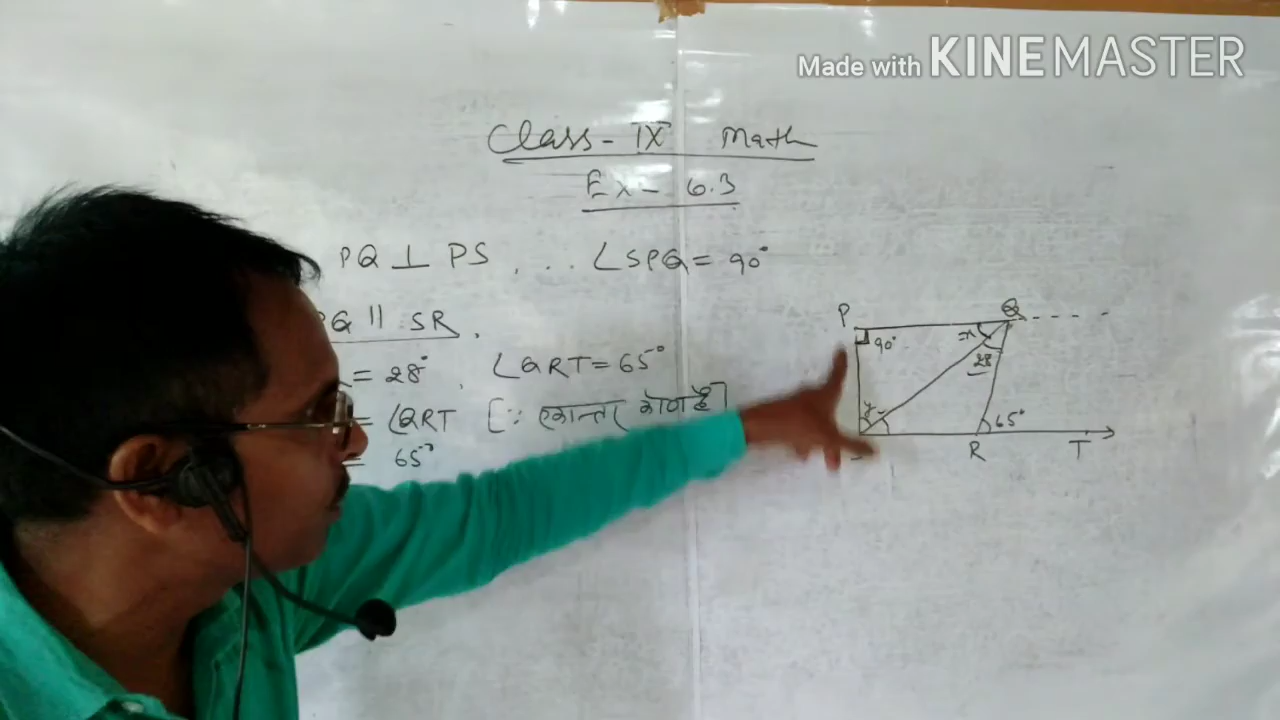 Made with KINEMASTER
Class - IX Math
Ex - 6.3
PQ ⊥ PS , ... ∠SPQ = 90°
PQ || SR .
= 28° , ∠QRT = 65°
= ∠QRT [∵ एकान्तर कोण है]
= 65°
P
Q
90°
x
28
y
65°
R
T